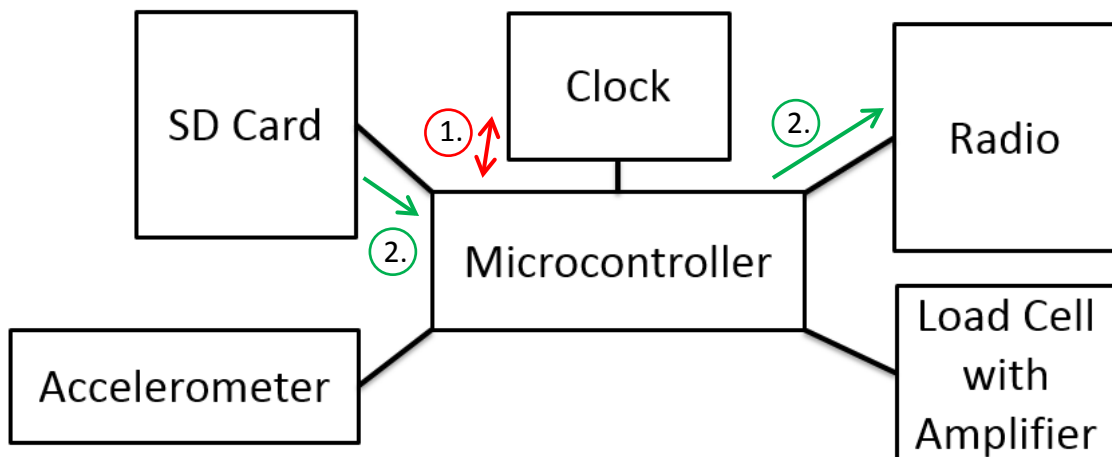 SD Card
1.
Clock
2.
Radio
2.
Microcontroller
Accelerometer
Load Cell
with
Amplifier